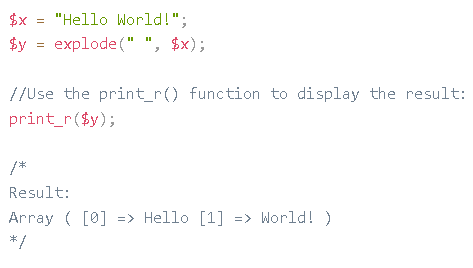 $x = "Hello World!";
$y = explode(" ", $x);
//Use the print_r() function to display the result:
print_r($y);
/*
Result:
Array ( [0] => Hello [1] => World! )
*/